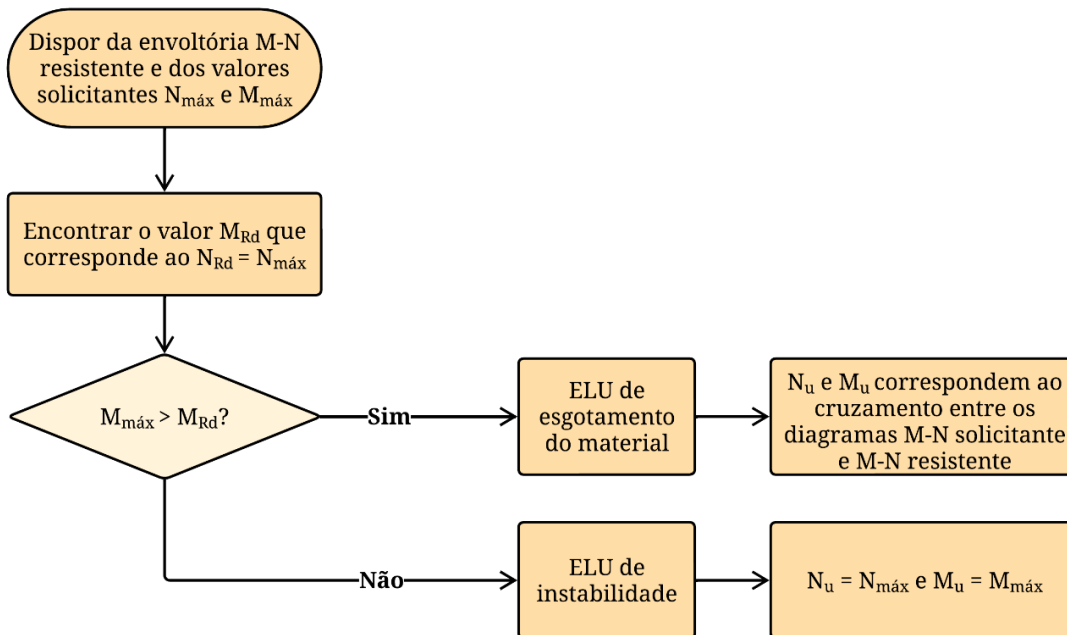 Dispor da envoltória M-N
resistente e dos valores
solicitantes Nmáx e Mmáx
Encontrar o valor MRd que
corresponde ao NRd = Nmáx
Mmáx > MRd?
Sim
ELU de
esgotamento
do material
Nu e Mu correspondem ao
cruzamento entre os
diagramas M-N solicitante
e M-N resistente
Não
ELU de
instabilidade
Nu = Nmáx e Mu = Mmáx